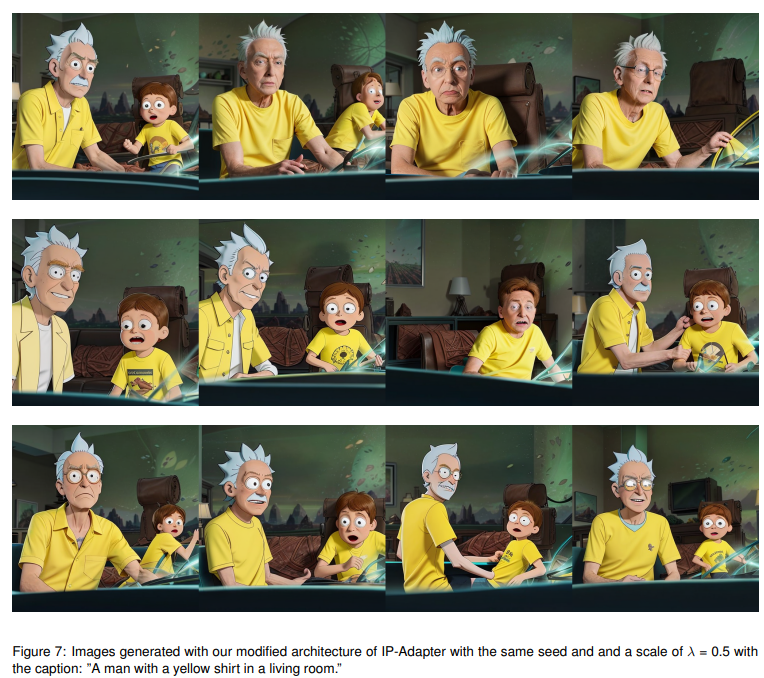 Figure 7: Images generated with our modified architecture of IP-Adapter with the same seed and and a scale of λ = 0.5 with
the caption: ”A man with a yellow shirt in a living room.”